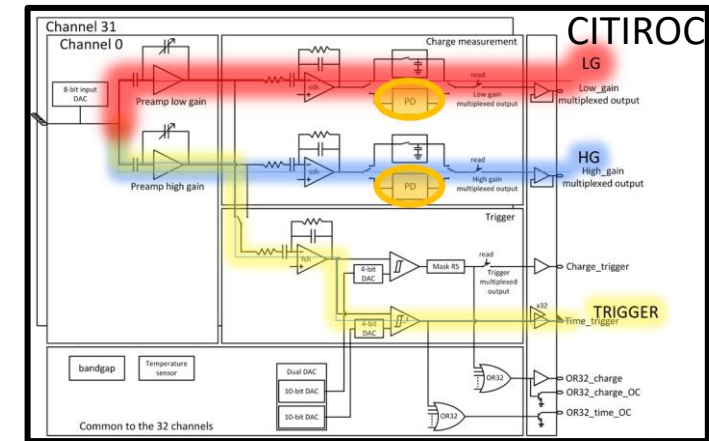 Channel 31
Channel 0
CITIROC
Charge measurement
LG
8-bit input
DAC
ssh
PD
read
Low gain
multiplexed output
Low_gain
multiplexed output
Preamp low gain
HG
ssh
PD
read
High gain
multiplexed output
High_gain
multiplexed output
Preamp high gain
Trigger
fsh
4-bit
DAC
Mask RS
read
Trigger
multiplexed
output
Charge_trigger
4-bit
DAC
x32
TRIGGER
Time_trigger
bandgap
Temperature
sensor
Dual DAC
10-bit DAC
10-bit DAC
OR32
OR32
OR32_charge
OR32_charge_OC
OR32_time_OC
Common to the 32 channels